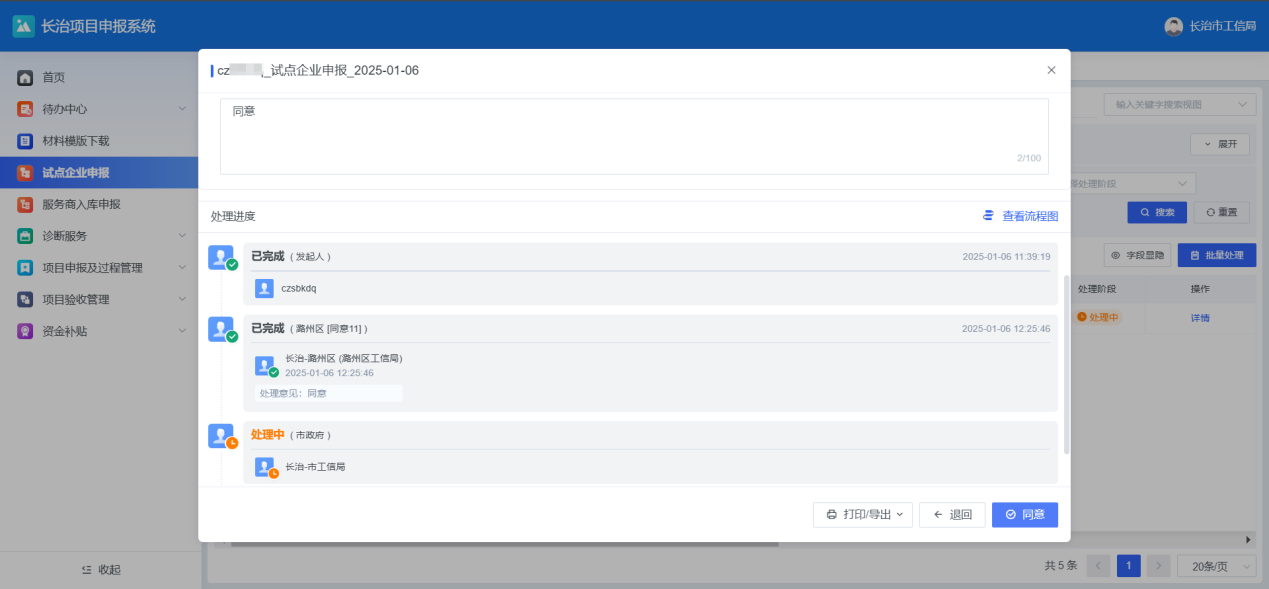 长治项目申报系统
长治市工信局
首页
待办中心
材料模版下载
试点企业申报
服务商入库申报
诊断服务
项目申报及过程管理
项目验收管理
资金补贴
收起
_试点企业申报_2025-01-06
同意
2/100
处理进度
查看流程图
已完成 ( 发起人 )
2025-01-06 11:39:19
czsbkdq
已完成 ( 潞州区 [同意11] )
2025-01-06 12:25:46
长治-潞州区 (潞州区工信局)
2025-01-06 12:25:46
处理意见：同意
处理中 ( 市政府 )
长治-市工信局
打印/导出
退回
同意
输入关键字搜索视图
展开
处理阶段
搜索
重置
字段显隐
批量处理
处理阶段
操作
处理中
详情
共 5 条
1
20条/页